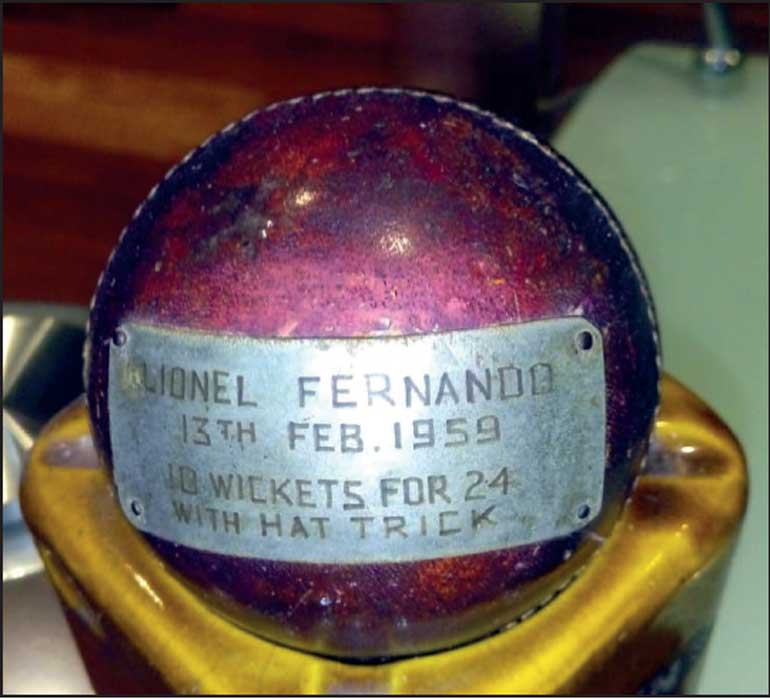 LIONEL FERNANDO
13TH FEB. 1959
10 WICKETS FOR 24
WITH HAT TRICK